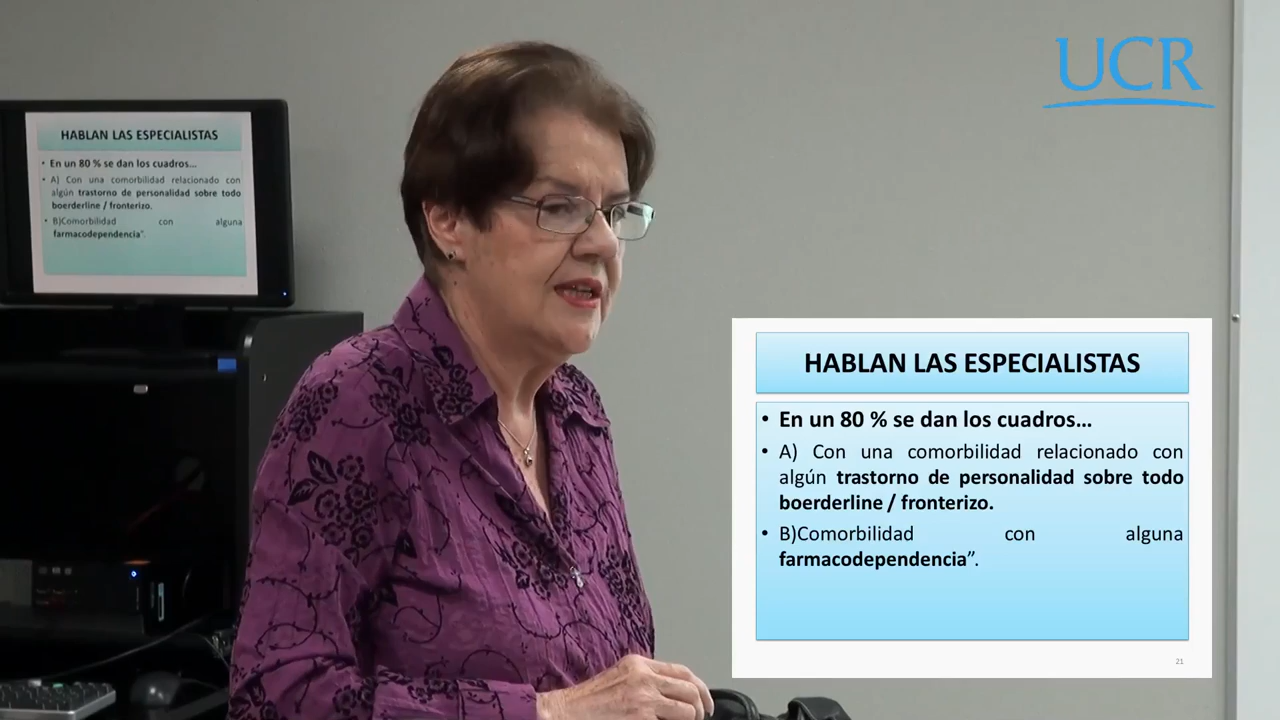 UCR
HABLAN LAS ESPECIALISTAS
• En un 80 % se dan los cuadros...
• A) Con una comorbilidad relacionado con
algún trastorno de personalidad sobre todo
boerderline / fronterizo.
• B)Comorbilidad con alguna
farmacodependencia”.
HABLAN LAS ESPECIALISTAS
• En un 80 % se dan los cuadros...
• A) Con una comorbilidad relacionado con
algún trastorno de personalidad sobre todo
boerderline / fronterizo.
• B)Comorbilidad con alguna
farmacodependencia”.
21